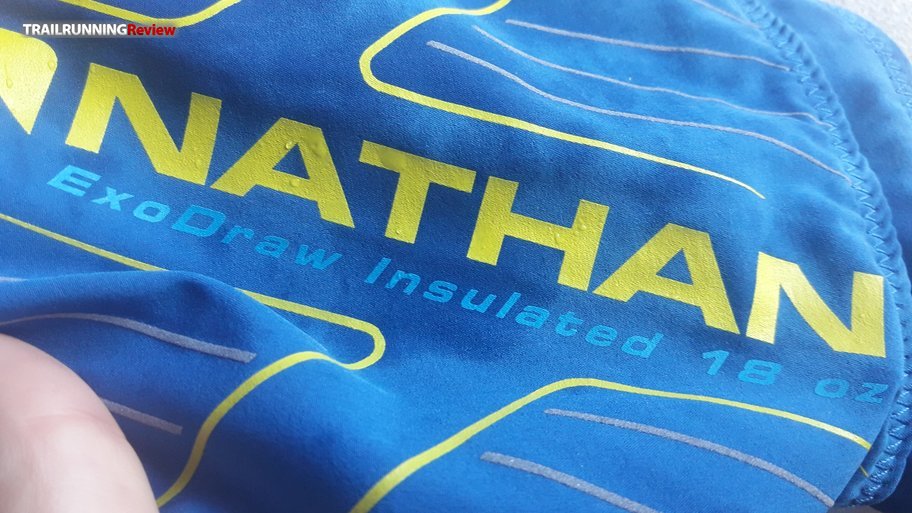 TRAILRUNNINGReview
NATHAN
ExoDraw Insulated 18 oz